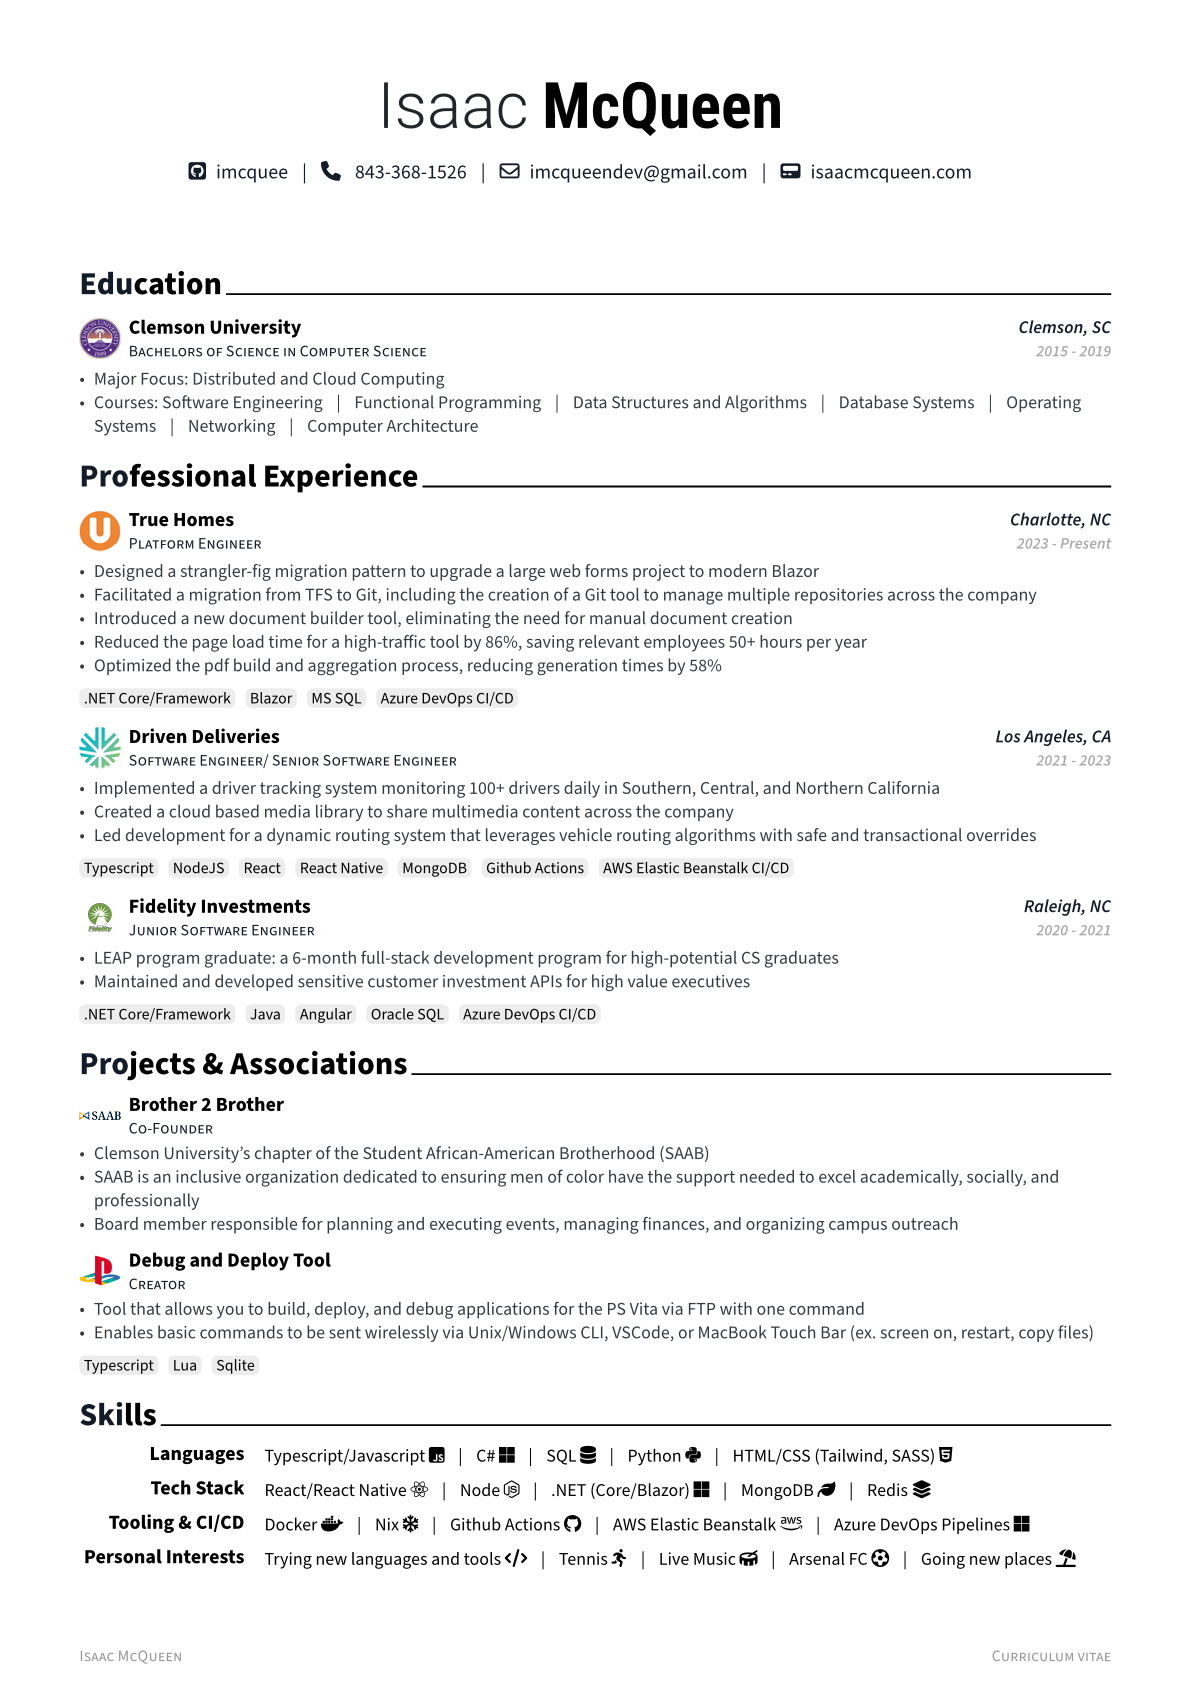 Isaac McQueen
imcquee | 843-368-1526 | imcqueendev@gmail.com | isaacmcqueen.com
Education
Clemson University Clemson, SC
Bachelors of Science in Computer Science 2015 - 2019
• Major Focus: Distributed and Cloud Computing
• Courses: Software Engineering | Functional Programming | Data Structures and Algorithms | Database Systems | Operating
Systems | Networking | Computer Architecture
Professional Experience
True Homes Charlotte, NC
Platform Engineer 2023 - Present
• Designed a strangler-fig migration pattern to upgrade a large web forms project to modern Blazor
• Facilitated a migration from TFS to Git, including the creation of a Git tool to manage multiple repositories across the company
• Introduced a new document builder tool, eliminating the need for manual document creation
• Reduced the page load time for a high-traffic tool by 86%, saving relevant employees 50+ hours per year
• Optimized the pdf build and aggregation process, reducing generation times by 58%
.NET Core/Framework Blazor MS SQL Azure DevOps CI/CD
Driven Deliveries Los Angeles, CA
Software Engineer/ Senior Software Engineer 2021 - 2023
• Implemented a driver tracking system monitoring 100+ drivers daily in Southern, Central, and Northern California
• Created a cloud based media library to share multimedia content across the company
• Led development for a dynamic routing system that leverages vehicle routing algorithms with safe and transactional overrides
Typescript NodeJS React React Native MongoDB Github Actions AWS Elastic Beanstalk CI/CD
Fidelity Investments Raleigh, NC
Fidelity
Junior Software Engineer 2020 - 2021
• LEAP program graduate: a 6-month full-stack development program for high-potential CS graduates
• Maintained and developed sensitive customer investment APIs for high value executives
.NET Core/Framework Java Angular Oracle SQL Azure DevOps CI/CD
Projects & Associations
SAAB Brother 2 Brother
Co-Founder
• Clemson University’s chapter of the Student African-American Brotherhood (SAAB)
• SAAB is an inclusive organization dedicated to ensuring men of color have the support needed to excel academically, socially, and
professionally
• Board member responsible for planning and executing events, managing finances, and organizing campus outreach
Debug and Deploy Tool
Creator
• Tool that allows you to build, deploy, and debug applications for the PS Vita via FTP with one command
• Enables basic commands to be sent wirelessly via Unix/Windows CLI, VSCode, or MacBook Touch Bar (ex. screen on, restart, copy files)
Typescript Lua Sqlite
Skills
Languages Typescript/Javascript JS | C# | SQL | Python | HTML/CSS (Tailwind, SASS)
Tech Stack React/React Native | Node | .NET (Core/Blazor) | MongoDB | Redis
Tooling & CI/CD Docker | Nix | Github Actions | AWS Elastic Beanstalk aws | Azure DevOps Pipelines
Personal Interests Trying new languages and tools </> | Tennis | Live Music | Arsenal FC | Going new places
Isaac McQueen Curriculum vitae